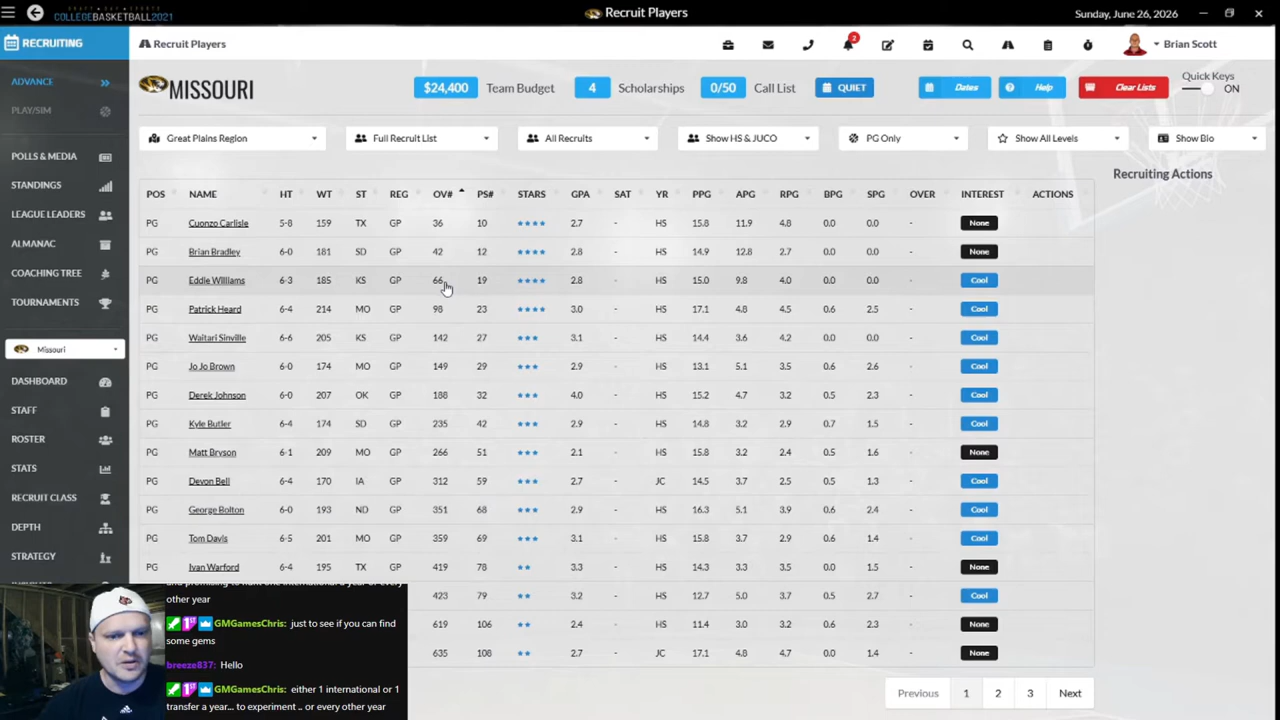 DRAFT DAY SPORTS
COLLEGE BASKETBALL 2021
Recruit Players
Sunday, June 26, 2026
RECRUITING
Recruit Players
2
Brian Scott
ADVANCE
PLAY/SIM
POLLS & MEDIA
STANDINGS
LEAGUE LEADERS
ALMANAC
COACHING TREE
TOURNAMENTS
Missouri
DASHBOARD
STAFF
ROSTER
STATS
RECRUIT CLASS
DEPTH
STRATEGY
MISSOURI
$24,400 Team Budget 4 Scholarships 0/50 Call List QUIET Dates Help Clear Lists Quick Keys ON
Great Plains Region Full Recruit List All Recruits Show HS & JUCO PG Only Show All Levels Show Bio
Recruiting Actions
POS NAME HT WT ST REG OV# PS# STARS GPA SAT YR PPG APG RPG BPG SPG OVER INTEREST ACTIONS
PG Cuonzo Carlisle 5-8 159 TX GP 36 10 ★★★★ 2.7 - HS 15.8 11.9 4.8 0.0 0.0 - None
PG Brian Bradley 6-0 181 SD GP 42 12 ★★★★ 2.8 - HS 14.9 12.8 2.7 0.0 0.0 - None
PG Eddie Williams 6-3 185 KS GP 66 19 ★★★★ 2.8 - HS 15.0 9.8 4.0 0.0 0.0 - Cool
PG Patrick Heard 6-4 214 MO GP 98 23 ★★★★ 3.0 - HS 17.1 4.8 4.5 0.6 2.5 - Cool
PG Waitari Sinville 6-6 205 KS GP 142 27 ★★★ 3.1 - HS 14.4 3.6 4.2 0.0 0.0 - Cool
PG Jo Jo Brown 6-0 174 MO GP 149 29 ★★★ 2.9 - HS 13.1 5.1 3.5 0.6 2.6 - Cool
PG Derek Johnson 6-0 207 OK GP 188 32 ★★★ 4.0 - HS 15.2 4.7 3.2 0.5 2.3 - Cool
PG Kyle Butler 6-4 174 SD GP 235 42 ★★★ 2.9 - HS 14.8 3.2 2.9 0.7 1.5 - Cool
PG Matt Bryson 6-1 209 MO GP 266 51 ★★★ 2.1 - HS 15.8 3.2 2.4 0.5 1.6 - None
PG Devon Bell 6-4 170 IA GP 312 59 ★★★ 2.7 - JC 14.5 3.7 2.5 0.5 1.3 - Cool
PG George Bolton 6-0 193 ND GP 351 68 ★★★ 2.9 - HS 16.3 5.1 3.9 0.6 2.4 - Cool
PG Tom Davis 6-5 201 MO GP 359 69 ★★★ 3.1 - HS 15.8 3.7 2.9 0.6 1.4 - Cool
PG Ivan Warford 6-4 195 TX GP 419 78 ★★ 3.3 - HS 14.3 3.3 3.5 0.0 1.5 - None
423 79 ★★ 3.2 - HS 12.7 5.0 3.7 0.6 2.7 - Cool
619 106 ★★ 2.4 - HS 11.4 3.0 3.2 0.6 2.3 - None
635 108 ★★ 2.7 - JC 17.1 4.8 4.7 0.0 1.4 - None
Previous 1 2 3 Next
other year
GMGamesChris: just to see if you can find
some gems
breeze837: Hello
GMGamesChris: either 1 international or 1
transfer a year... to experiment .. or every other year